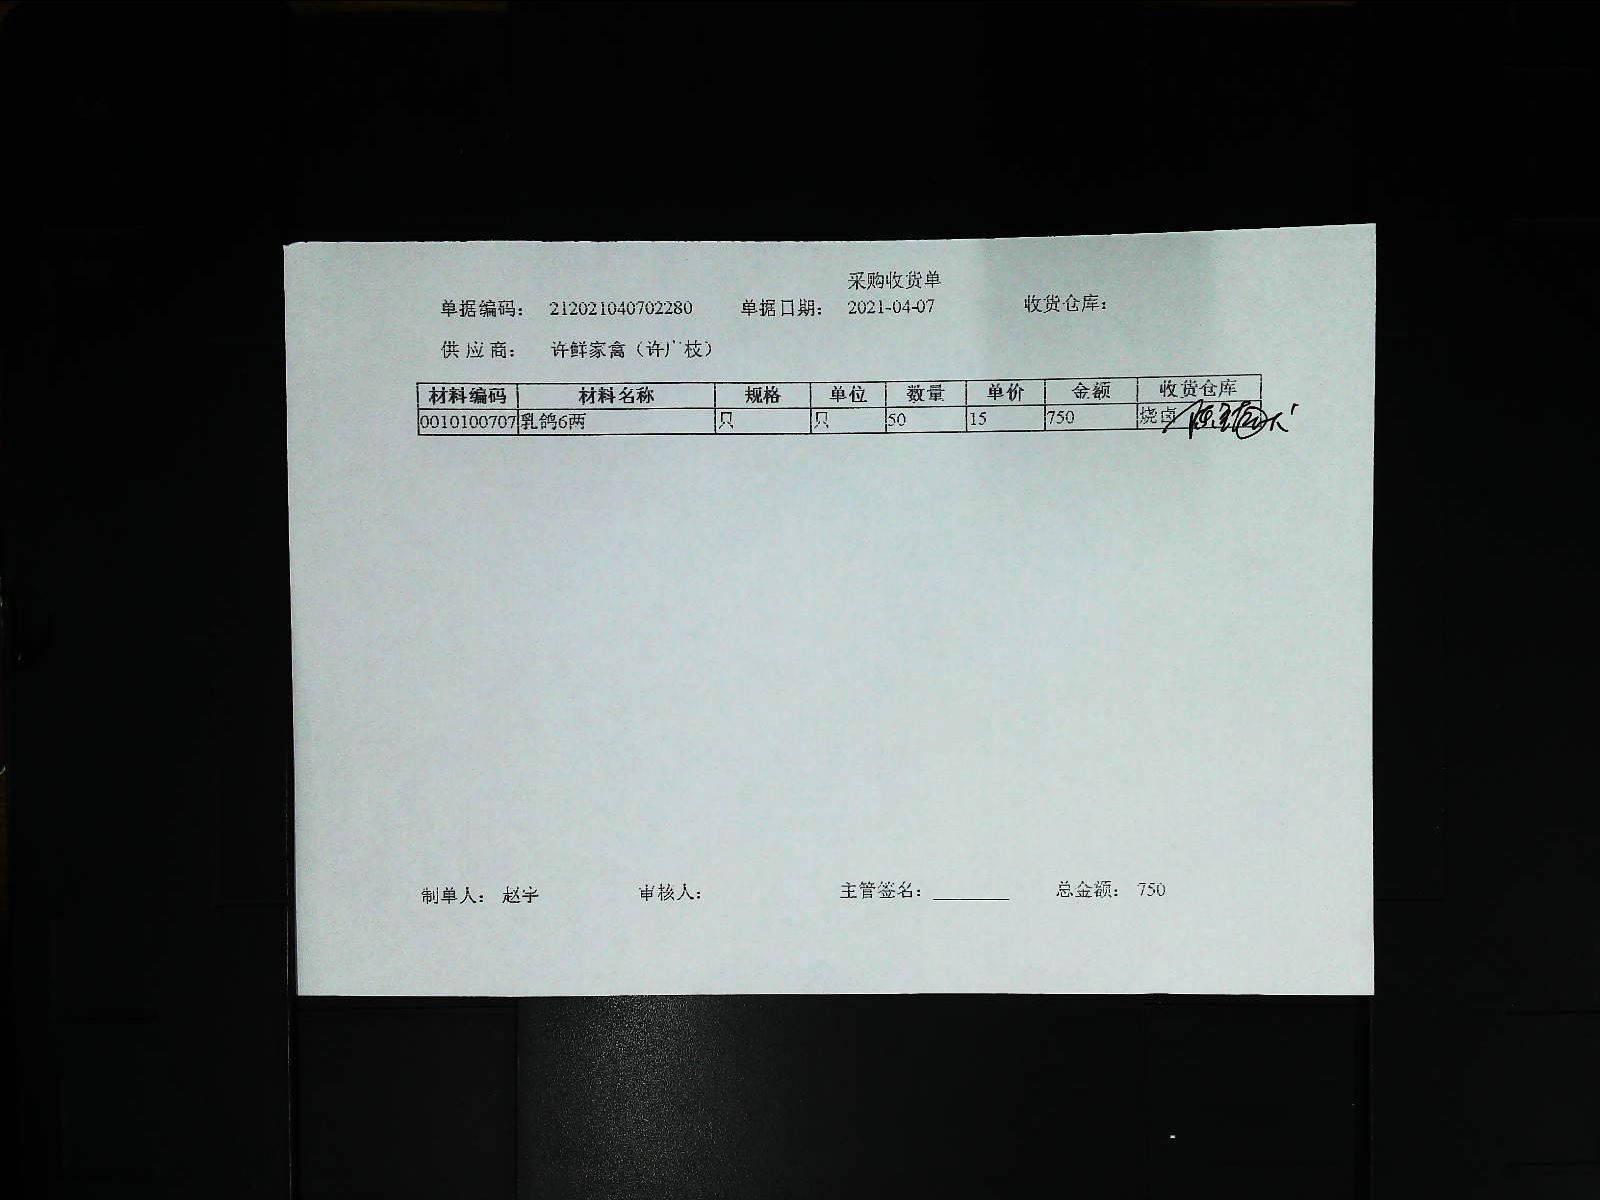 采购收货单
单据编码： 212021040702280 单据日期： 2021-04-07 收货仓库：
供应商： 许鲜家禽（许广枝）
材料编码 材料名称 规格 单位 数量 单价 金额 收货仓库
0010100707 乳鸽6两 只 只 50 15 750 烧卤
制单人： 赵宇 审核人： 主管签名： 总金额： 750